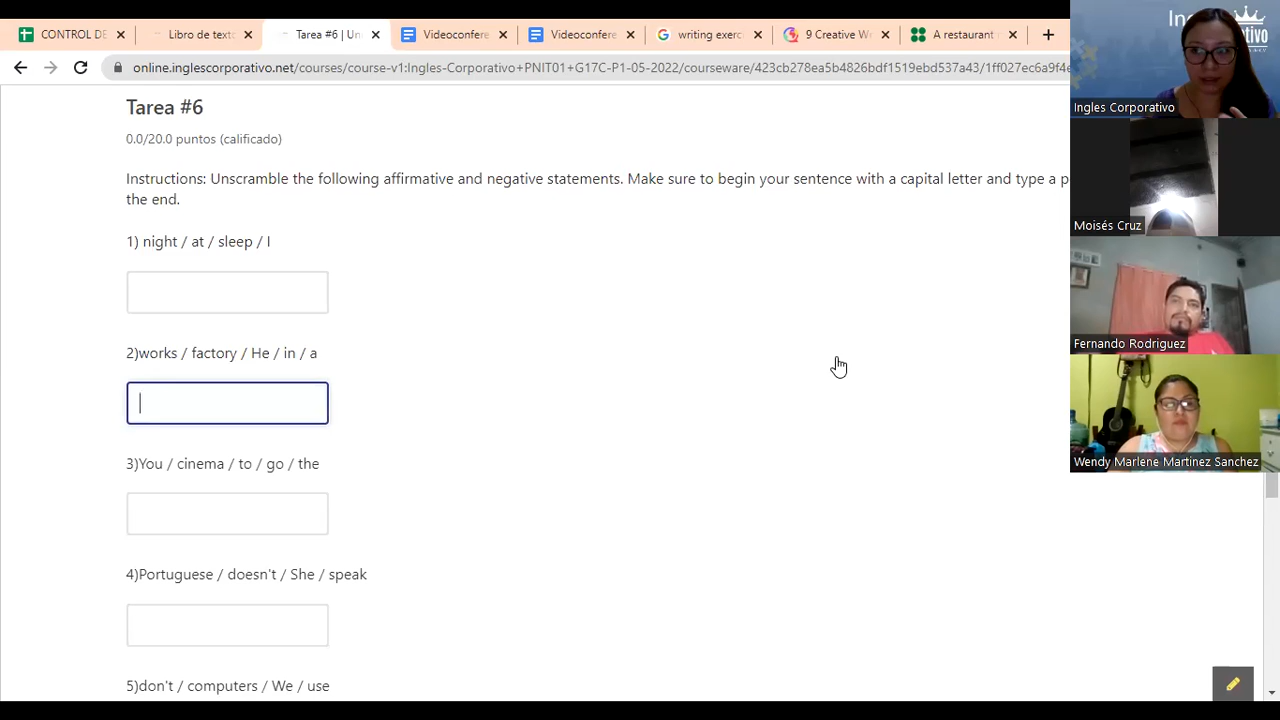 CONTROL DE
Libro de texto
Tarea #6 | Un
Videoconfere
Videoconfere
writing exerc
9 Creative W
A restaurant
online.inglescorporativo.net/courses/course-v1:Ingles-Corporativo+PNIT01+G17C-P1-05-2022/courseware/423cb278ea5b4826bdf1519ebd537a43/1ff027ec6a9f4e
Tarea #6
0.0/20.0 puntos (calificado)
Instructions: Unscramble the following affirmative and negative statements. Make sure to begin your sentence with a capital letter and type a p
the end.
1) night / at / sleep / I
2)works / factory / He / in / a
3)You / cinema / to / go / the
4)Portuguese / doesn't / She / speak
5)don't / computers / We / use
Ingles Corporativo
Moisés Cruz
Fernando Rodriguez
Wendy Marlene Martinez Sanchez